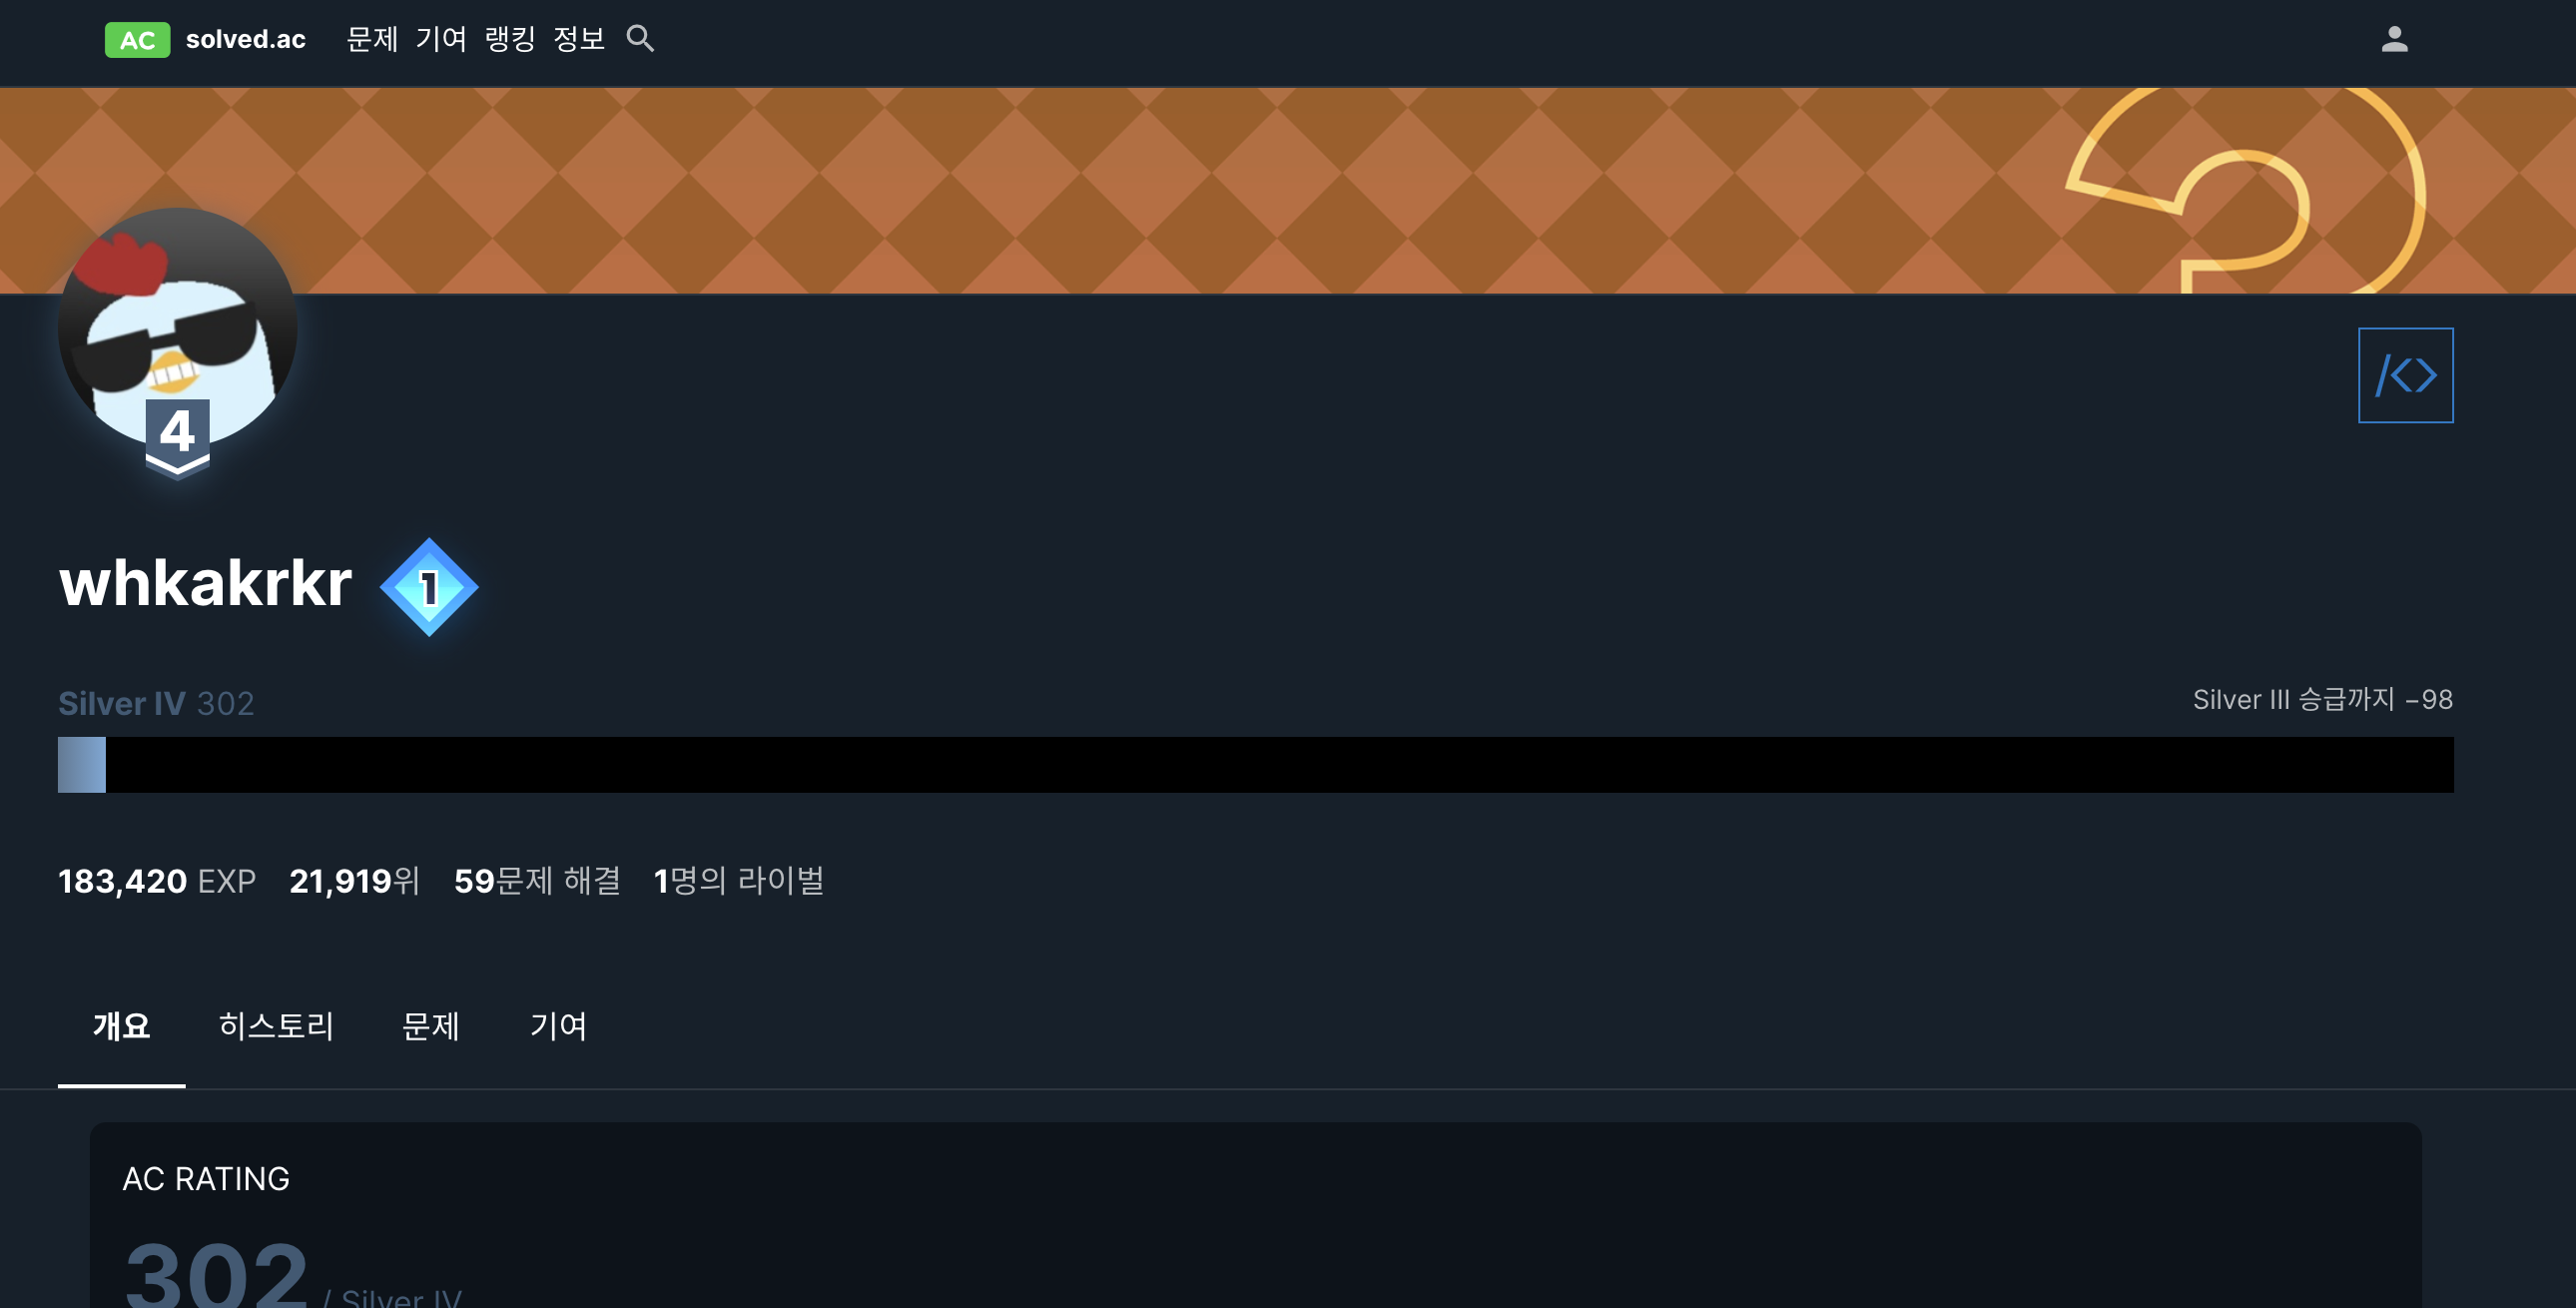 AC solved.ac 문제 기여 랭킹 정보
4
/<>
whkakrkr 1
Silver IV 302
Silver III 승급까지 −98
183,420 EXP 21,919위 59문제 해결 1명의 라이벌
개요 히스토리 문제 기여
AC RATING
302 / Silver IV